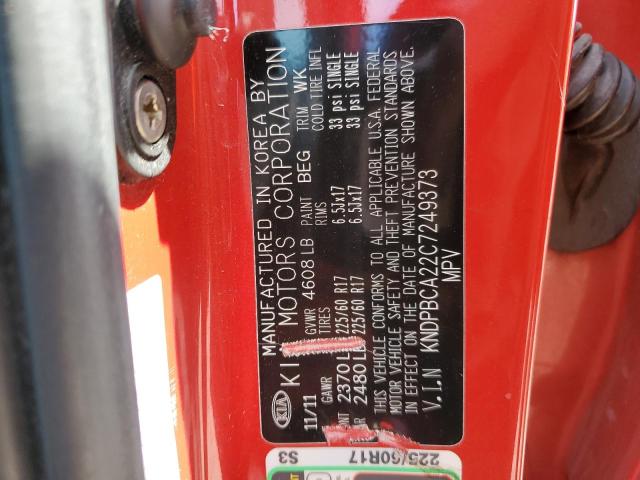 MANUFACTURED IN KOREA BY
KIA KI MOTORS CORPORATION
11/11 GVWR 4608 LB PAINT BEG TRIM WK
GAWR TIRES RIMS COLD TIRE INFL
NT 2370 L 225/60 R17 6.5Jx17 33 psi SINGLE
AR 2480 LB 225/60 R17 6.5Jx17 33 psi SINGLE
* THIS VEHICLE CONFORMS TO ALL APPLICABLE U.S.A. FEDERAL
MOTOR VEHICLE SAFETY AND THEFT PREVENTION STANDARDS
IN EFFECT ON THE DATE OF MANUFACTURE SHOWN ABOVE.
V.I.N KNDPBCA22C7249373
MPV
225/60R17
S3